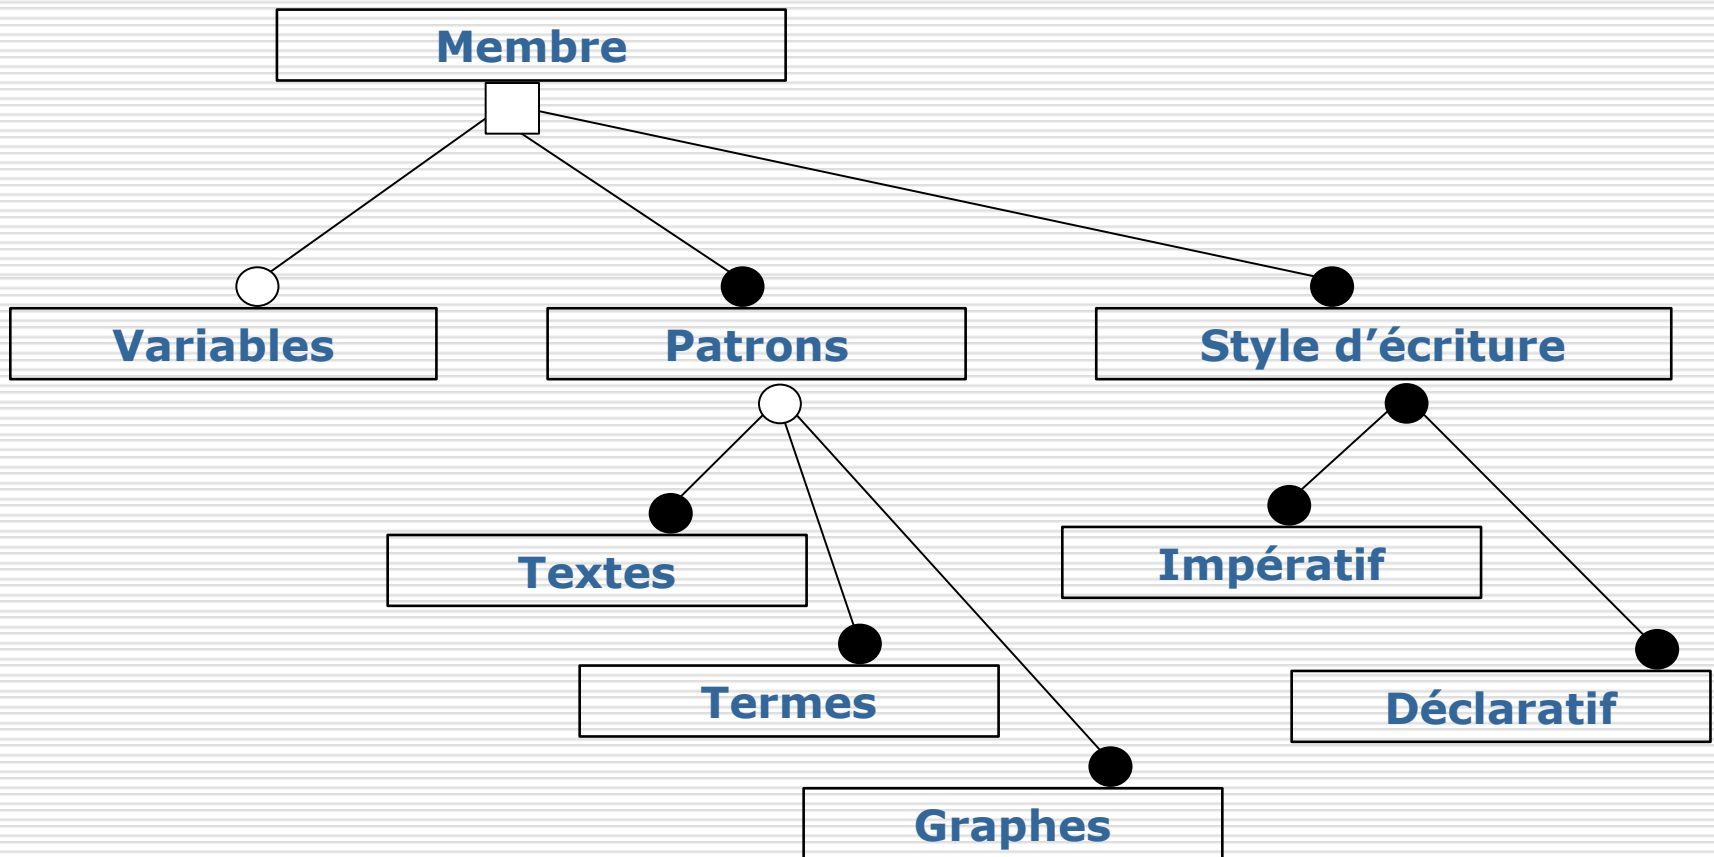 Membre
Variables
Patrons
Style d’écriture
Textes
Impératif
Termes
Déclaratif
Graphes